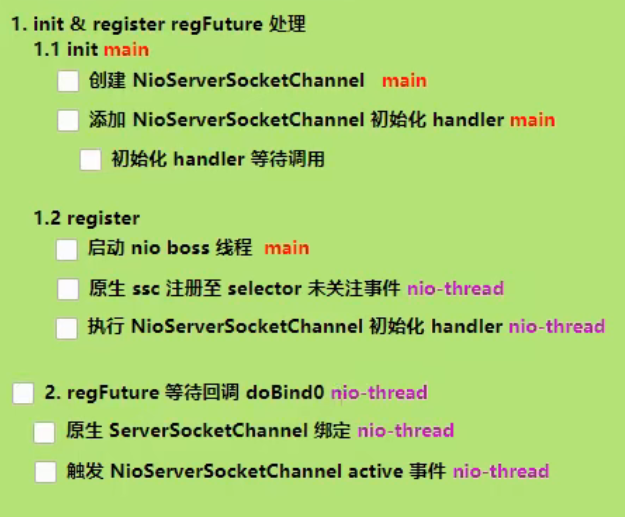 1. init & register regFuture 处理
1.1 init main
创建 NioServerSocketChannel main
添加 NioServerSocketChannel 初始化 handler main
初始化 handler 等待调用
1.2 register
启动 nio boss 线程 main
原生 ssc 注册至 selector 未关注事件 nio-thread
执行 NioServerSocketChannel 初始化 handler nio-thread
2. regFuture 等待回调 doBind0 nio-thread
原生 ServerSocketChannel 绑定 nio-thread
触发 NioServerSocketChannel active 事件 nio-thread